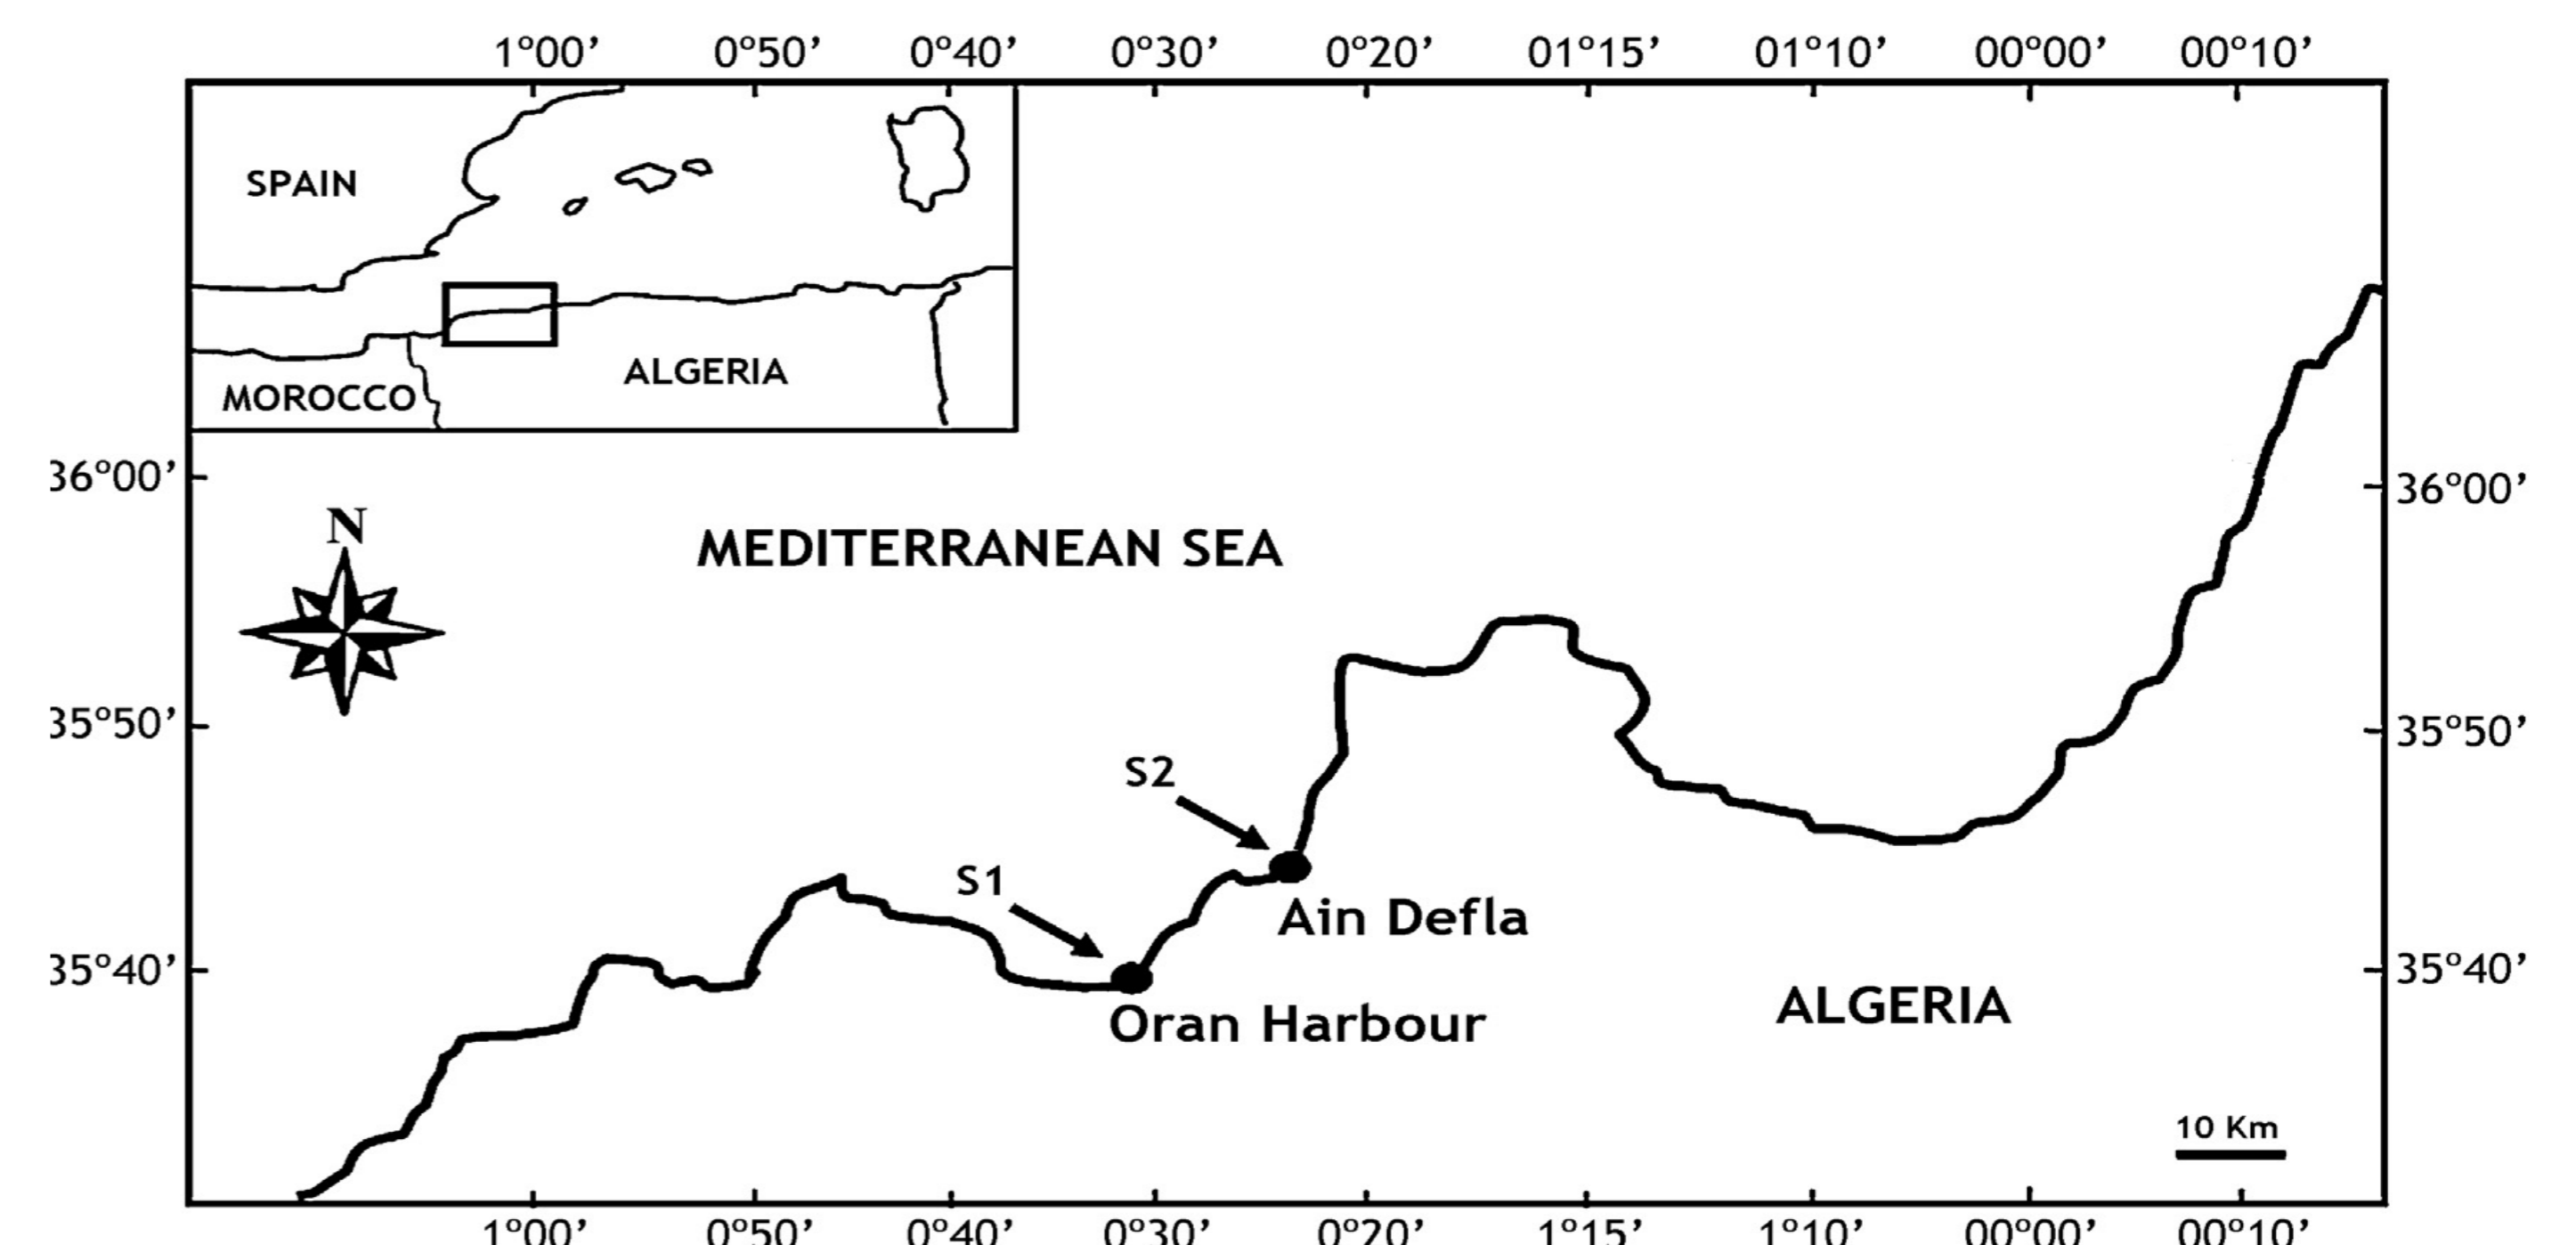 1°00’ 0°50’ 0°40’ 0°30’ 0°20’ 01°15’ 01°10’ 00°00’ 00°10’
SPAIN
ALGERIA
MOROCCO
36°00’ 36°00’
N
MEDITERRANEAN SEA
35°50’ 35°50’
S2
S1
Ain Defla
35°40’ 35°40’
ALGERIA
Oran Harbour
10 Km
1°00’ 0°50’ 0°40’ 0°30’ 0°20’ 1°15’ 1°10’ 00°00’ 00°10’